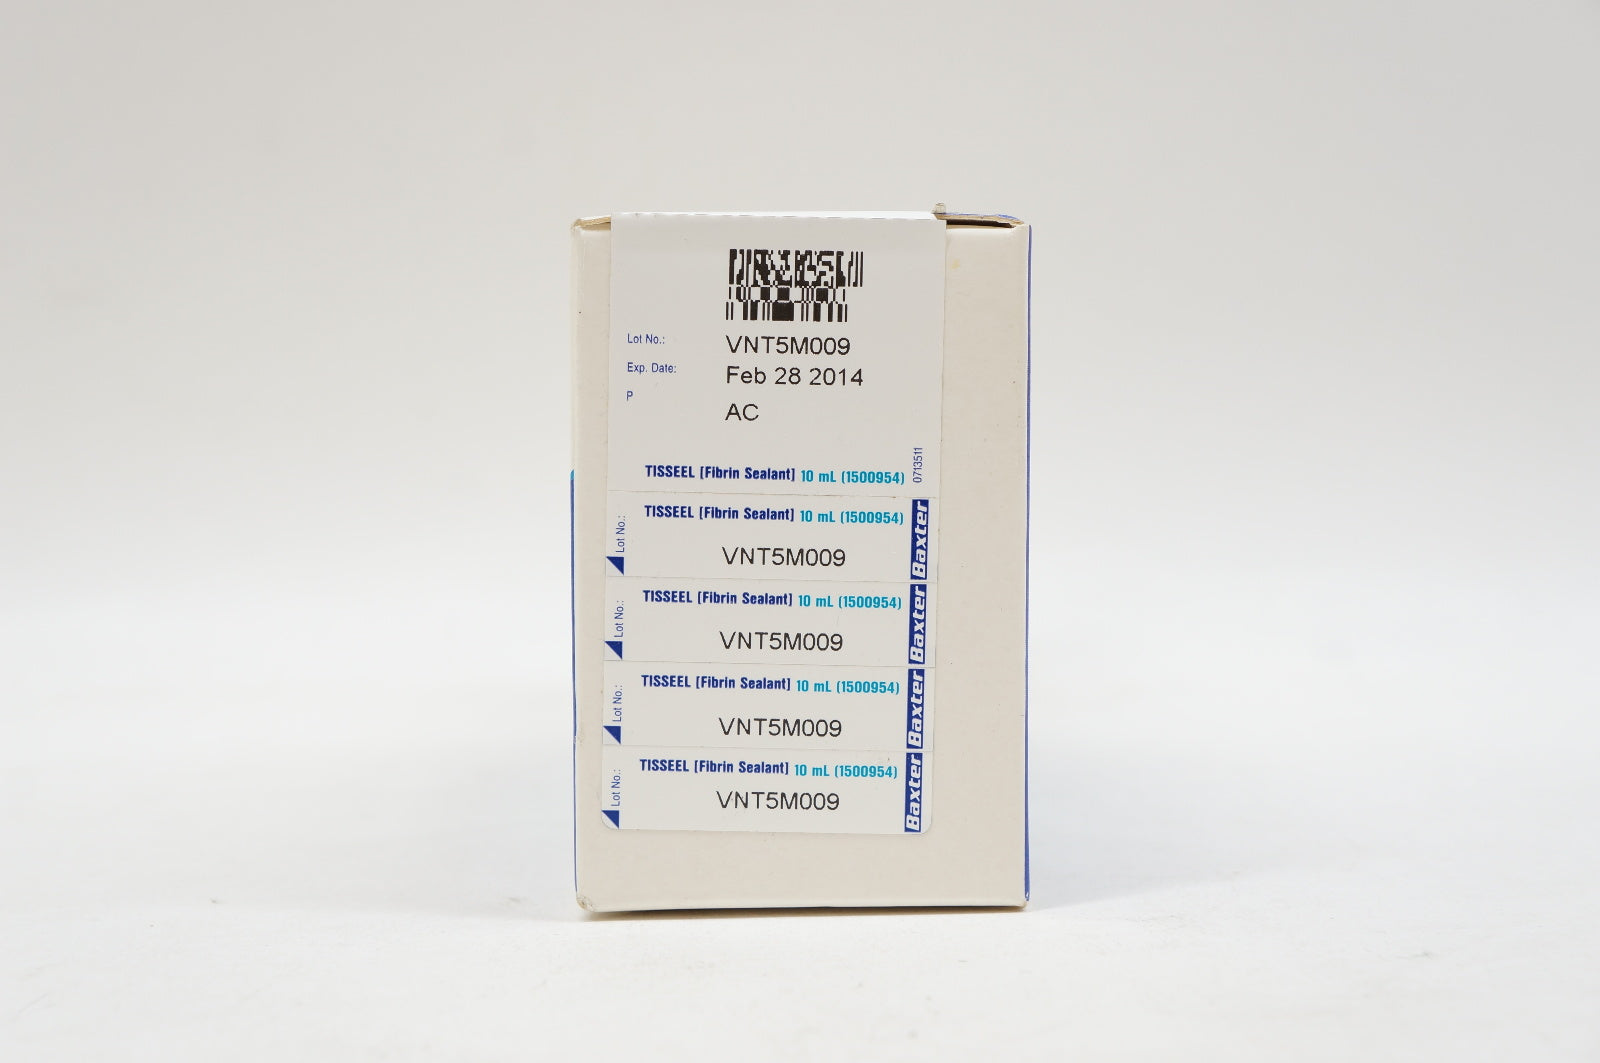 Lot No.: VNT5M009
Exp. Date: Feb 28 2014
P
AC
TISSEEL [Fibrin Sealant] 10 mL (1500954)
0713511
TISSEEL [Fibrin Sealant] 10 mL (1500954)
Lot No.: VNT5M009
Baxter
TISSEEL [Fibrin Sealant] 10 mL (1500954)
Lot No.: VNT5M009
Baxter
TISSEEL [Fibrin Sealant] 10 mL (1500954)
Lot No.: VNT5M009
Baxter
TISSEEL [Fibrin Sealant] 10 mL (1500954)
Lot No.: VNT5M009
Baxter